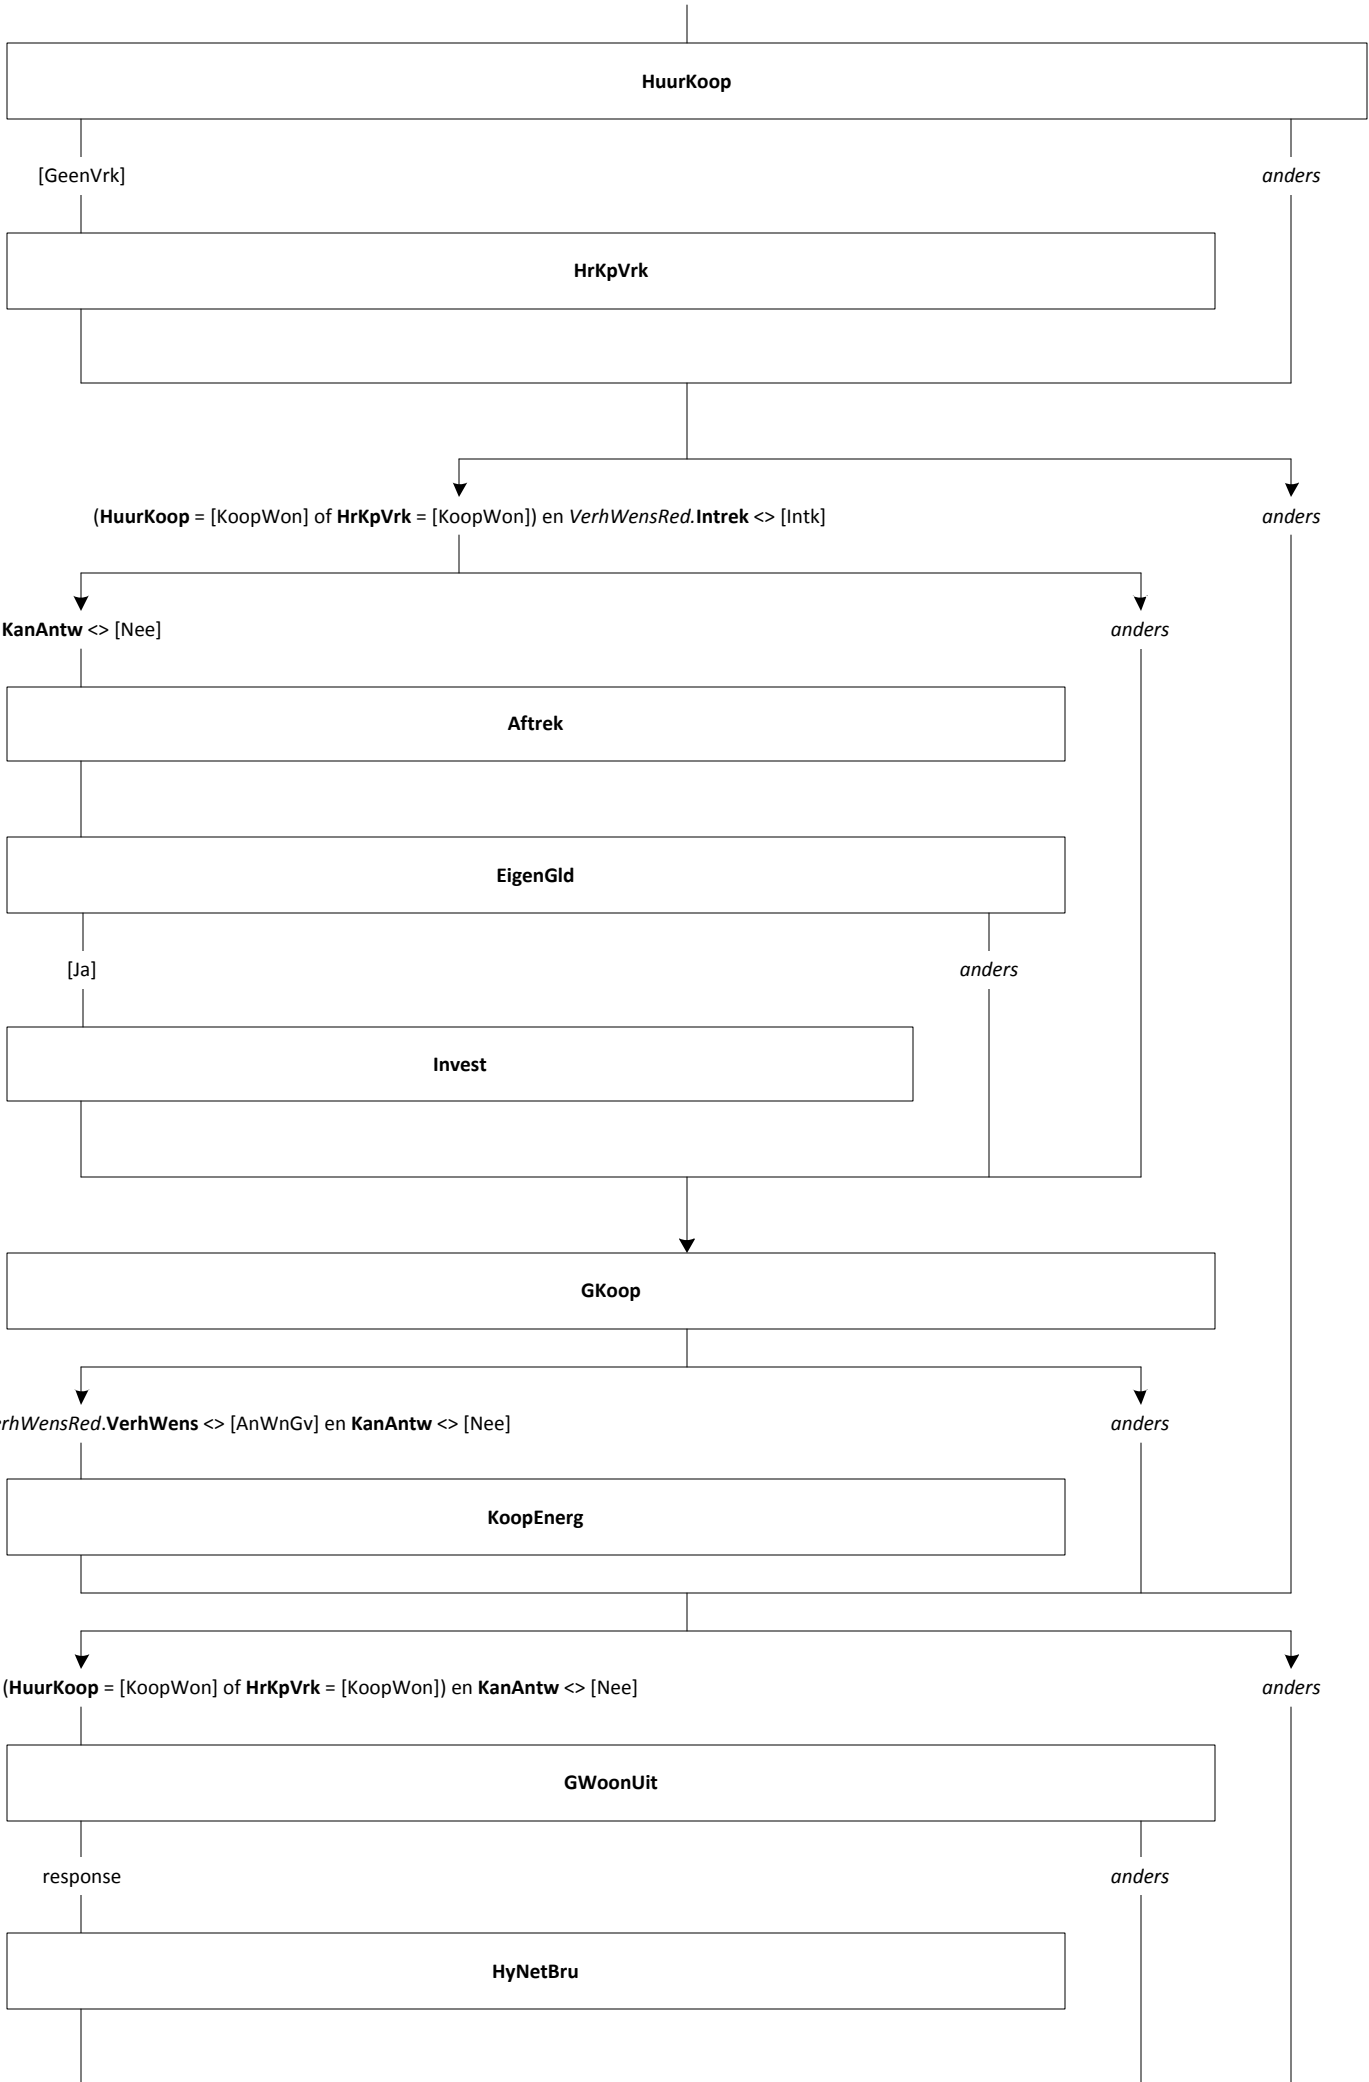 HuurKoop
[GeenVrk] anders
HrKpVrk
(HuurKoop = [KoopWon] of HrKpVrk = [KoopWon]) en VerhWensRed.Intrek <> [Intk] anders
KanAntw <> [Nee] anders
Aftrek
EigenGld
[Ja] anders
Invest
GKoop
erhWensRed.VerhWens <> [AnWnGv] en KanAntw <> [Nee] anders
KoopEnerg
(HuurKoop = [KoopWon] of HrKpVrk = [KoopWon]) en KanAntw <> [Nee] anders
GWoonUit
response anders
HyNetBru